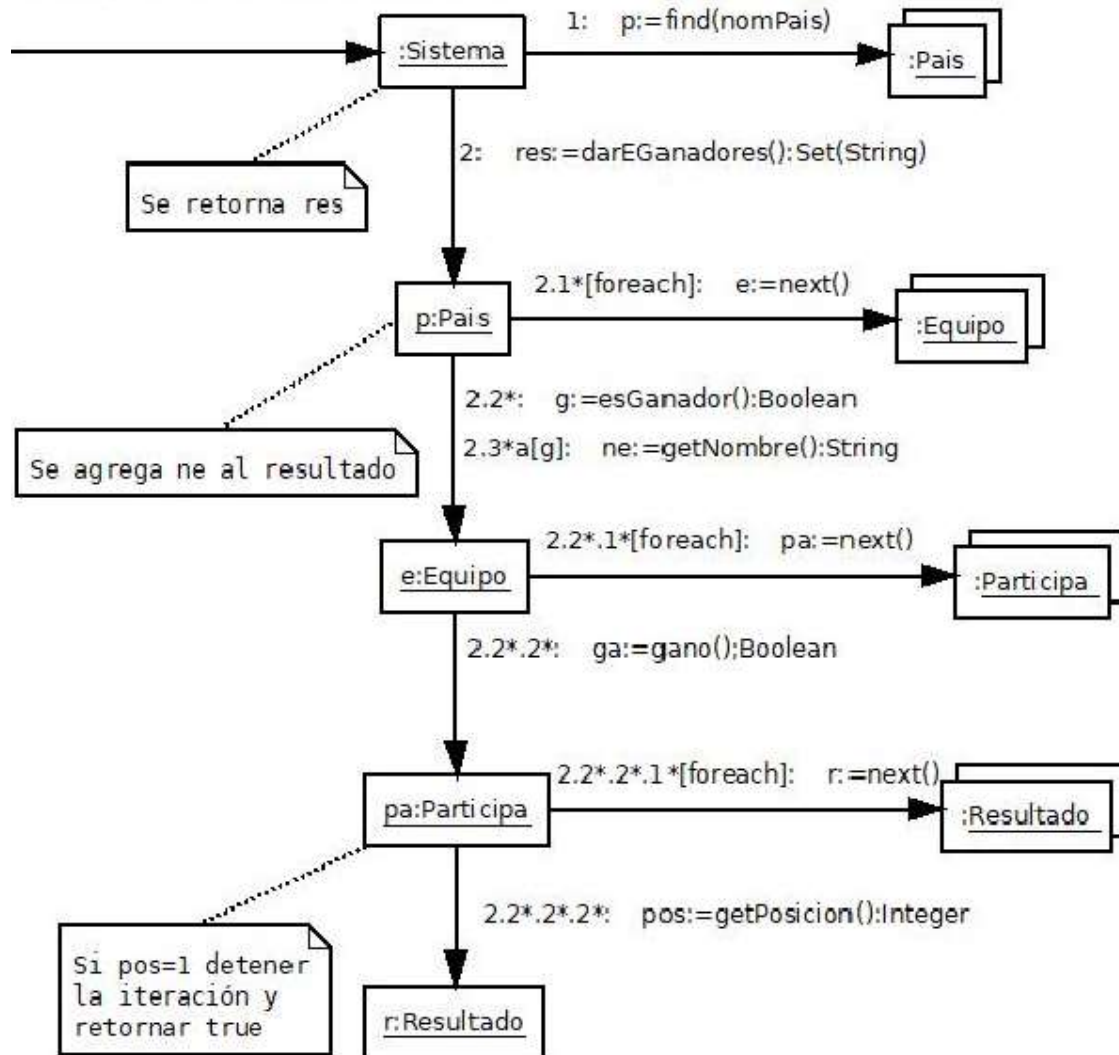 1: p:=find(nomPais)
:Sistema
:Pais
2: res:=darEGanadores():Set(String)
Se retorna res
2.1*[foreach]: e:=next()
p:Pais
:Equipo
2.2*: g:=esGanador():Boolean
2.3*a[g]: ne:=getNombre():String
Se agrega ne al resultado
2.2*.1*[foreach]: pa:=next()
e:Equipo
:Participa
2.2*.2*: ga:=gano();Boolean
2.2*.2*.1*[foreach]: r:=next()
pa:Participa
:Resultado
2.2*.2*.2*: pos:=getPosicion():Integer
Si pos=1 detener
la iteración y
retornar true
r:Resultado